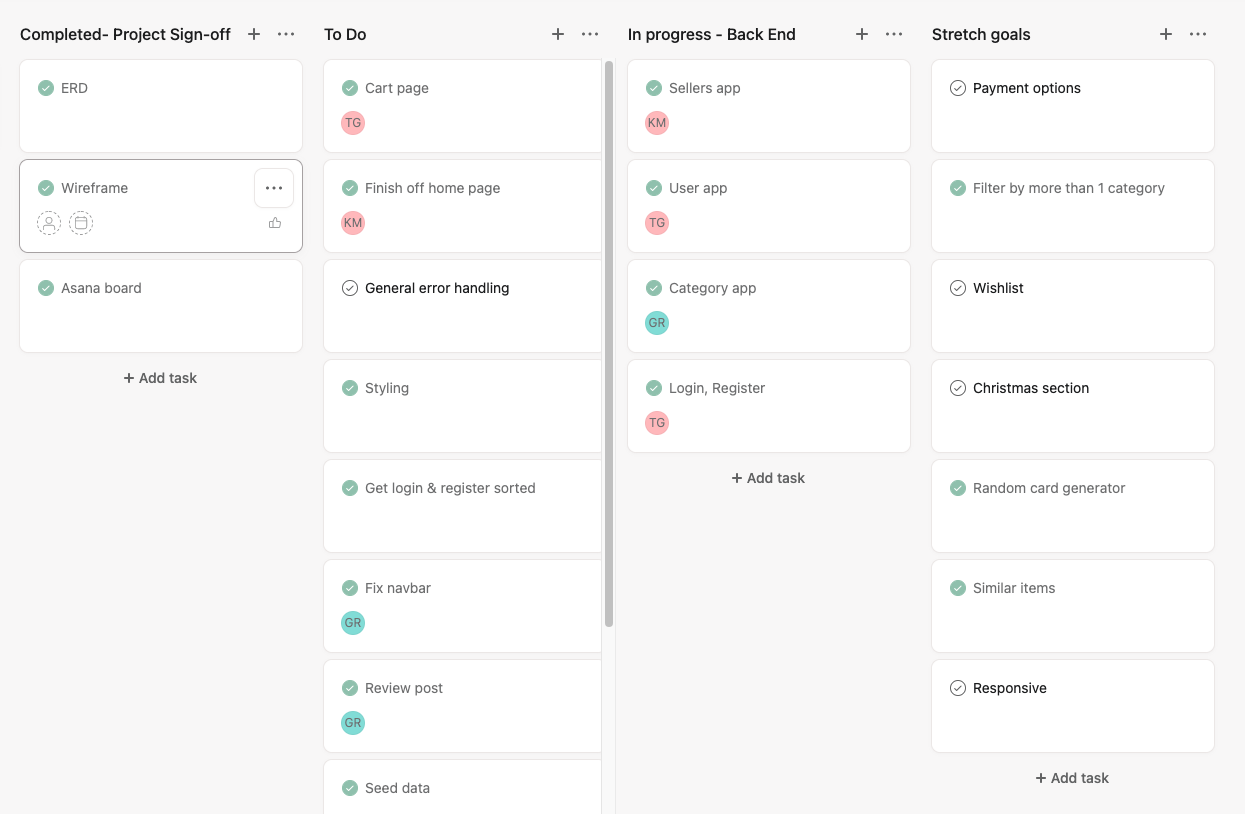 Completed- Project Sign-off
ERD
Wireframe
Asana board
+ Add task
To Do
Cart page
TG
Finish off home page
KM
General error handling
Styling
Get login & register sorted
Fix navbar
GR
Review post
GR
Seed data
In progress - Back End
Sellers app
KM
User app
TG
Category app
GR
Login, Register
TG
+ Add task
Stretch goals
Payment options
Filter by more than 1 category
Wishlist
Christmas section
Random card generator
Similar items
Responsive
+ Add task